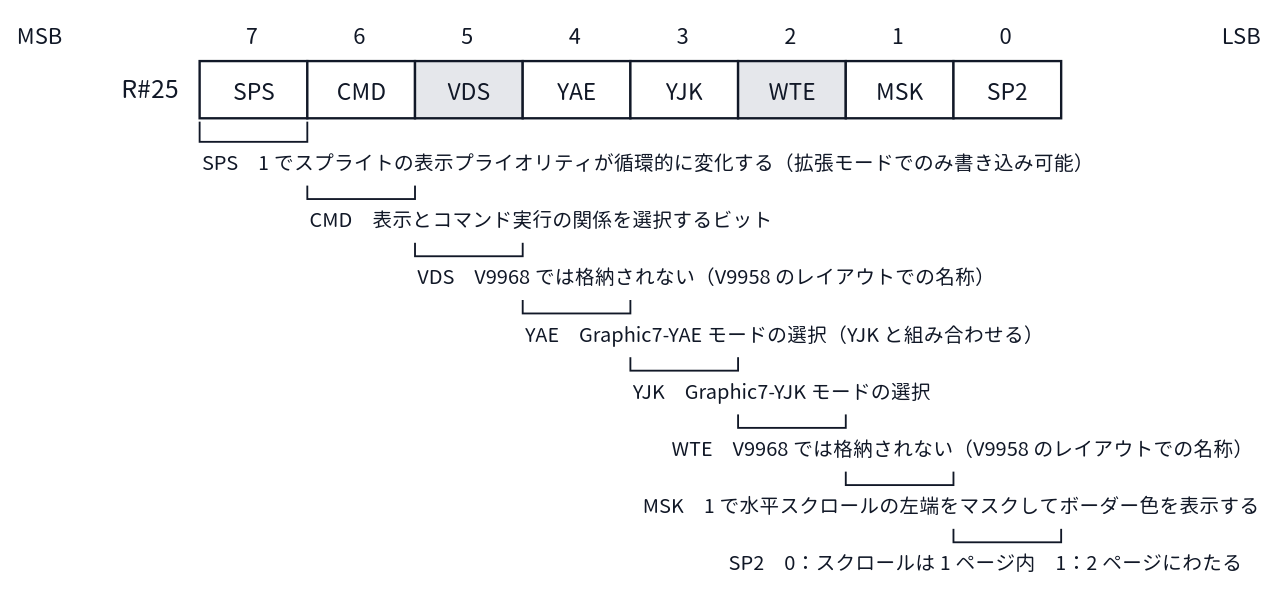 MSB 7 6 5 4 3 2 1 0 LSB
R#25 SPS CMD VDS YAE YJK WTE MSK SP2
SPS 1 でスプライトの表示プライオリティが循環的に変化する（拡張モードでのみ書き込み可能）
CMD 表示とコマンド実行の関係を選択するビット
VDS V9968 では格納されない（V9958 のレイアウトでの名称）
YAE Graphic7-YAE モードの選択（YJK と組み合わせる）
YJK Graphic7-YJK モードの選択
WTE V9968 では格納されない（V9958 のレイアウトでの名称）
MSK 1 で水平スクロールの左端をマスクしてボーダー色を表示する
SP2 0：スクロールは 1 ページ内 1：2 ページにわたる